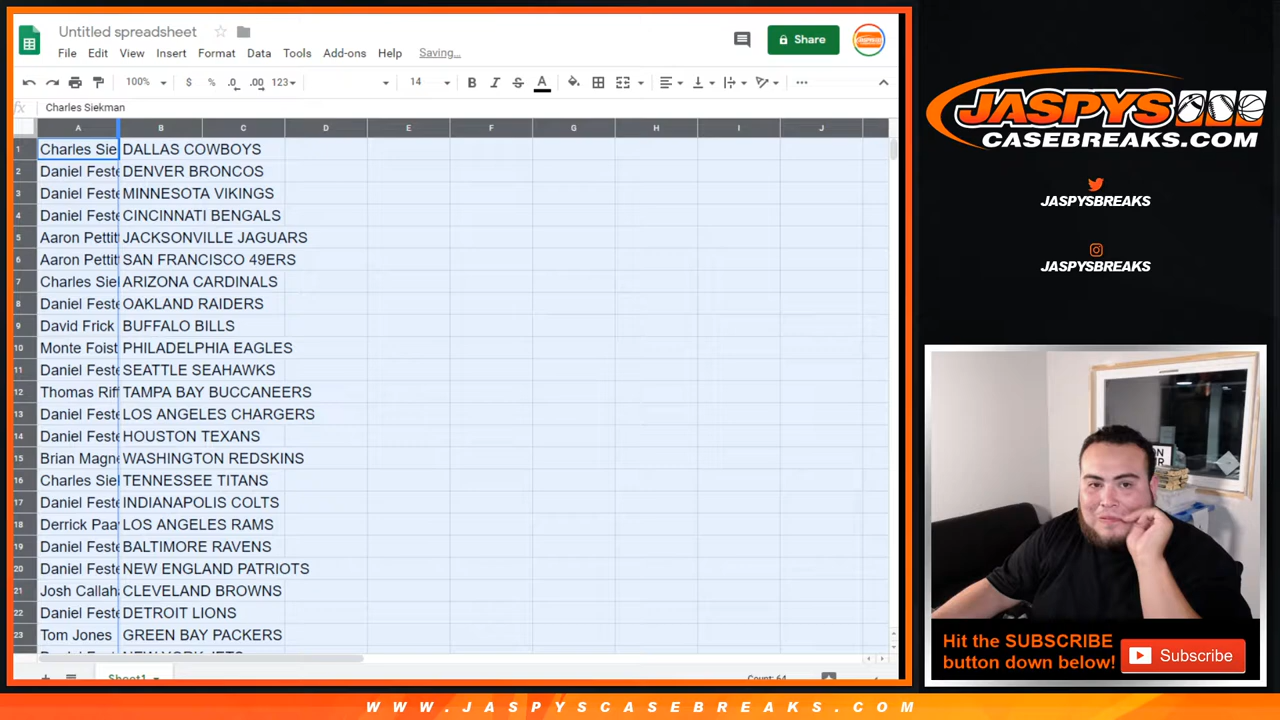 Untitled spreadsheet
File Edit View Insert Format Data Tools Add-ons Help Saving...
Share
100% $ % .0 .00 123 14 B I S A
fx Charles Siekman
A B C D E F G H I J
1 Charles Sie DALLAS COWBOYS
2 Daniel Feste DENVER BRONCOS
3 Daniel Feste MINNESOTA VIKINGS
4 Daniel Feste CINCINNATI BENGALS
5 Aaron Pettit JACKSONVILLE JAGUARS
6 Aaron Pettit SAN FRANCISCO 49ERS
7 Charles Sie ARIZONA CARDINALS
8 Daniel Feste OAKLAND RAIDERS
9 David Frick BUFFALO BILLS
10 Monte Foist PHILADELPHIA EAGLES
11 Daniel Feste SEATTLE SEAHAWKS
12 Thomas Riff TAMPA BAY BUCCANEERS
13 Daniel Feste LOS ANGELES CHARGERS
14 Daniel Feste HOUSTON TEXANS
15 Brian Magne WASHINGTON REDSKINS
16 Charles Sie TENNESSEE TITANS
17 Daniel Feste INDIANAPOLIS COLTS
18 Derrick Paa LOS ANGELES RAMS
19 Daniel Feste BALTIMORE RAVENS
20 Daniel Feste NEW ENGLAND PATRIOTS
21 Josh Callah CLEVELAND BROWNS
22 Daniel Feste DETROIT LIONS
23 Tom Jones GREEN BAY PACKERS
NEW YORK JETS
Sheet1 Count: 64
JASPYS
CASEBREAKS.COM
JASPYSBREAKS
JASPYSBREAKS
Hit the SUBSCRIBE
button down below!
Subscribe
WWW.JASPYSCASEBREAKS.COM